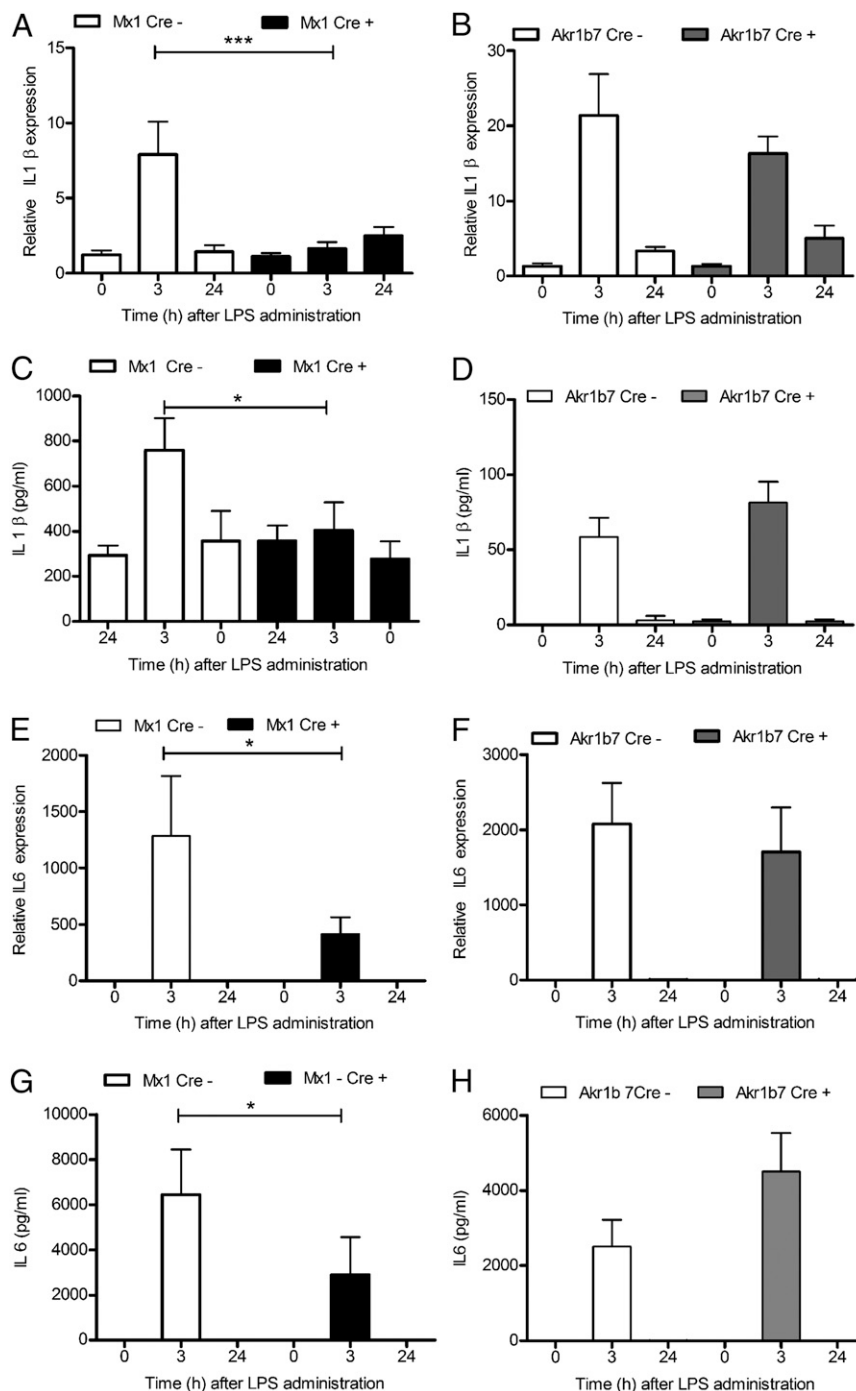 A
Mx1 Cre - Mx1 Cre +
Relative IL1 β expression
15
10
5
0
***
0 3 24 0 3 24
Time (h) after LPS administration
B
Akr1b7 Cre - Akr1b7 Cre +
Relative IL1 β expression
30
20
10
0
0 3 24 0 3 24
Time (h) after LPS administration
C
Mx1 Cre - Mx1 Cre +
IL 1 β (pg/ml)
1000
800
600
400
200
0
*
24 3 0 24 3 0
Time (h) after LPS administration
D
Akr1b7 Cre - Akr1b7 Cre +
IL1 β (pg/ml)
150
100
50
0
0 3 24 0 3 24
Time (h) after LPS administration
E
Mx1 Cre - Mx1 Cre +
Relative IL6 expression
2000
1500
1000
500
0
*
0 3 24 0 3 24
Time (h) after LPS administration
F
Akr1b7 Cre - Akr1b7 Cre +
Relative IL6 expression
3000
2000
1000
0
0 3 24 0 3 24
Time (h) after LPS administration
G
Mx1 Cre - Mx1 - Cre +
IL 6 (pg/ml)
10000
8000
6000
4000
2000
0
*
0 3 24 0 3 24
Time (h) after LPS administration
H
Akr1b 7Cre - Akr1b7 Cre +
IL6 (pg/ml)
6000
4000
2000
0
0 3 24 0 3 24
Time (h) after LPS administration